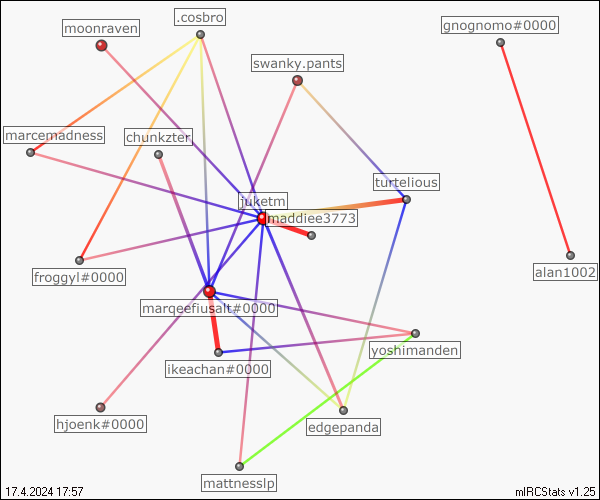 .cosbro
moonraven
gnognomo#0000
swanky.pants
marcemadness
chunkzter
turtelious
juketm
maddiee3773
froggyl#0000
alan1002
marqeefiusalt#0000
yoshimanden
ikeachan#0000
hjoenk#0000
edgepanda
mattnesslp
17.4.2024 17:57
mIRCStats v1.25